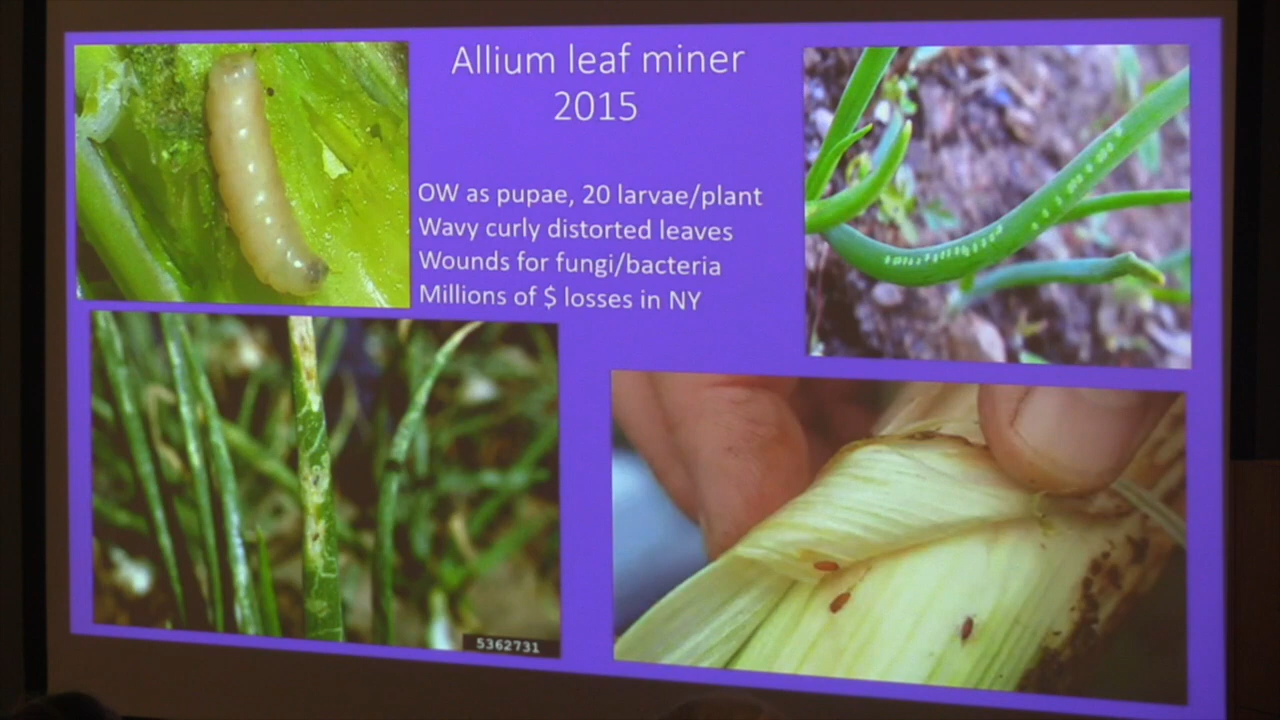 Allium leaf miner
2015
OW as pupae, 20 larvae/plant
Wavy curly distorted leaves
Wounds for fungi/bacteria
Millions of $ losses in NY
5362731